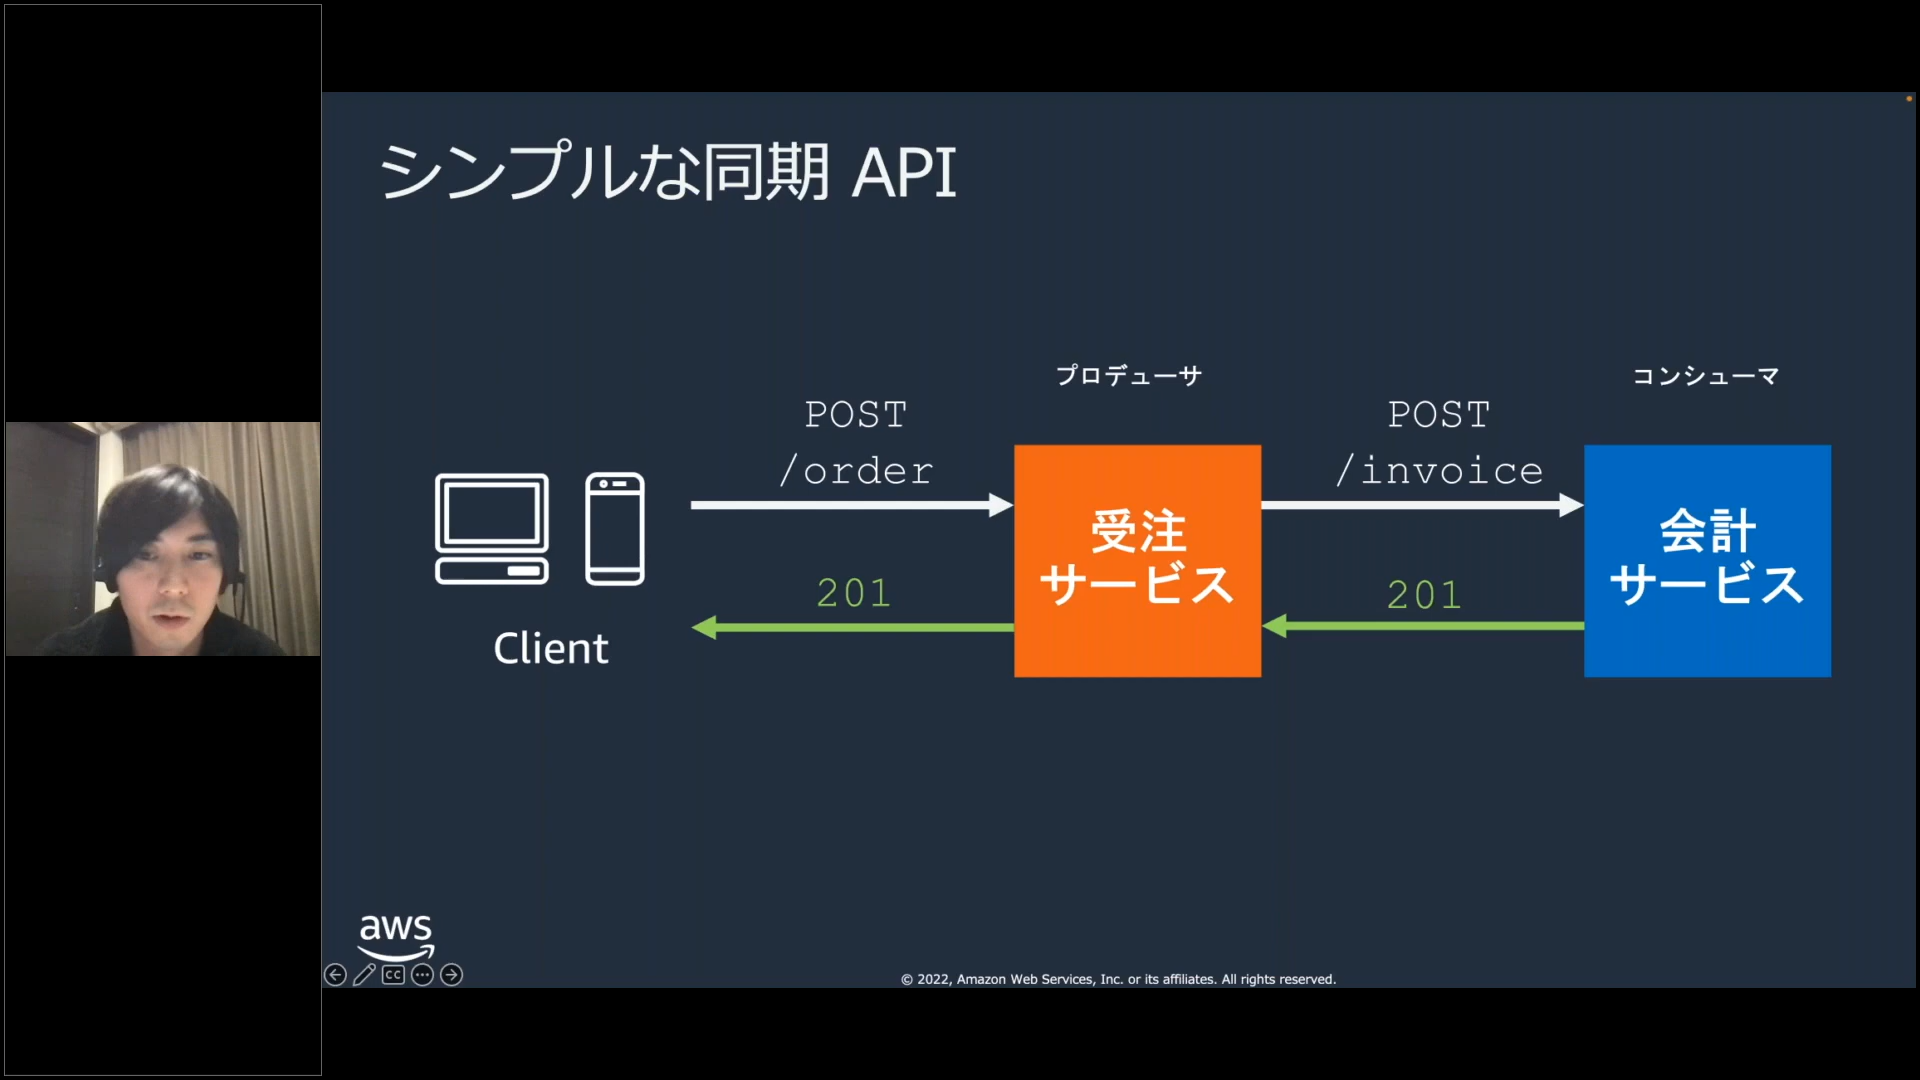 シンプルな同期 API
プロデューサ
コンシューマ
POST
/order
POST
/invoice
受注
サービス
会計
サービス
201
201
Client
aws
CC
© 2022, Amazon Web Services, Inc. or its affiliates. All rights reserved.